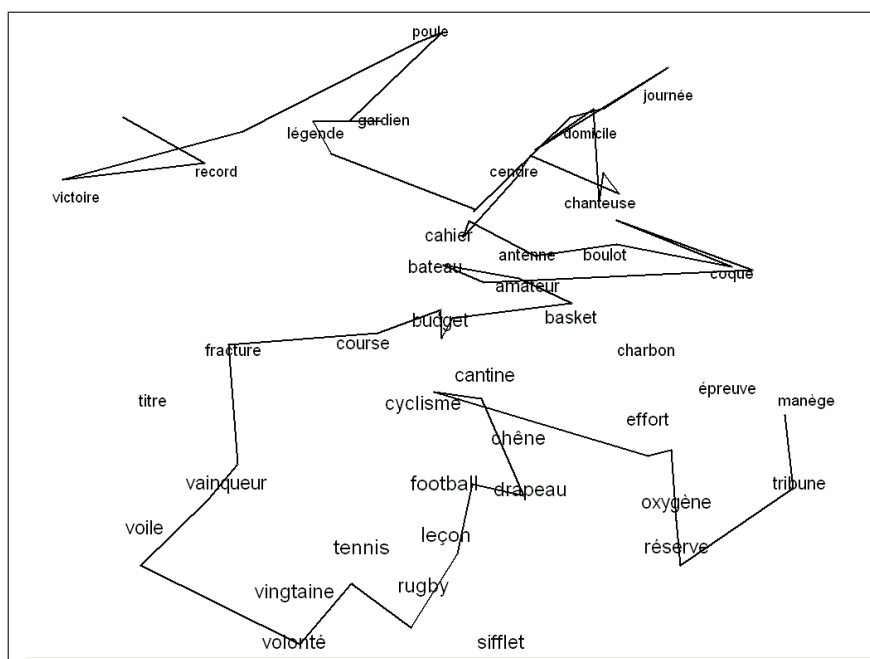 poule
journée
légende
gardien
domicile
record
cendre
victoire
chanteuse
cahier
antenne
boulot
bateau
coque
amateur
budget
basket
course
fracture
charbon
cantine
épreuve
titre
cyclisme
manège
effort
chêne
vainqueur
football
drapeau
tribune
oxygène
voile
leçon
tennis
réserve
rugby
vingtaine
volonté
sifflet